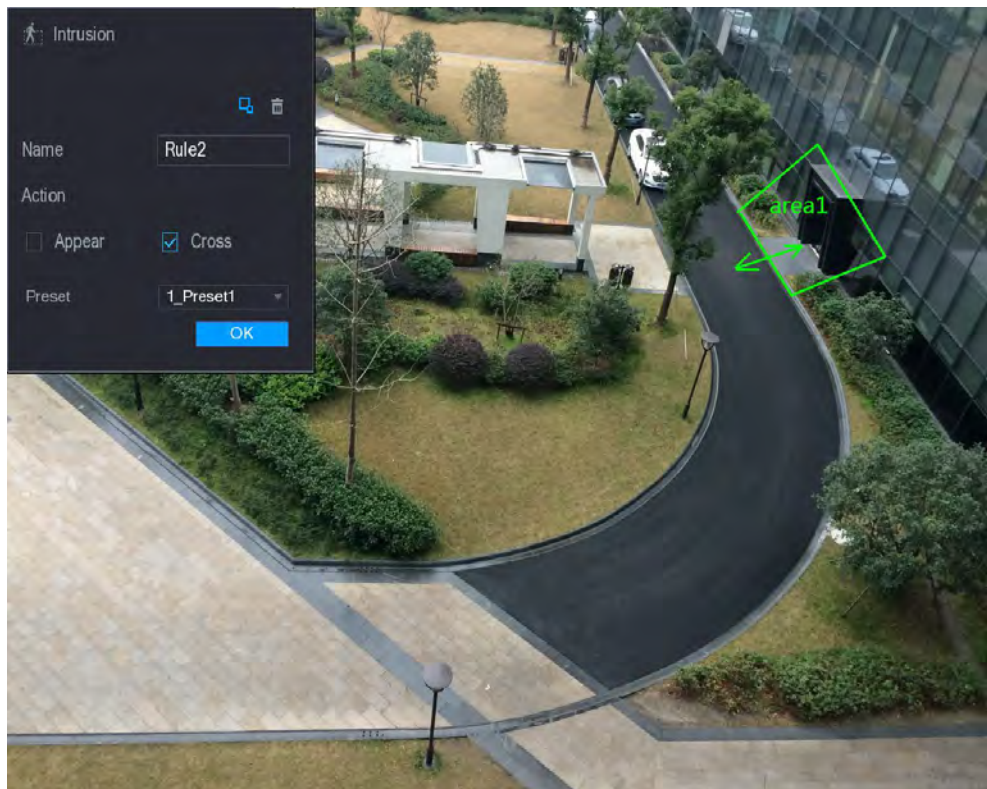 Intrusion
Name Rule2
Action
Appear Cross
Preset 1_Preset1
OK
area1